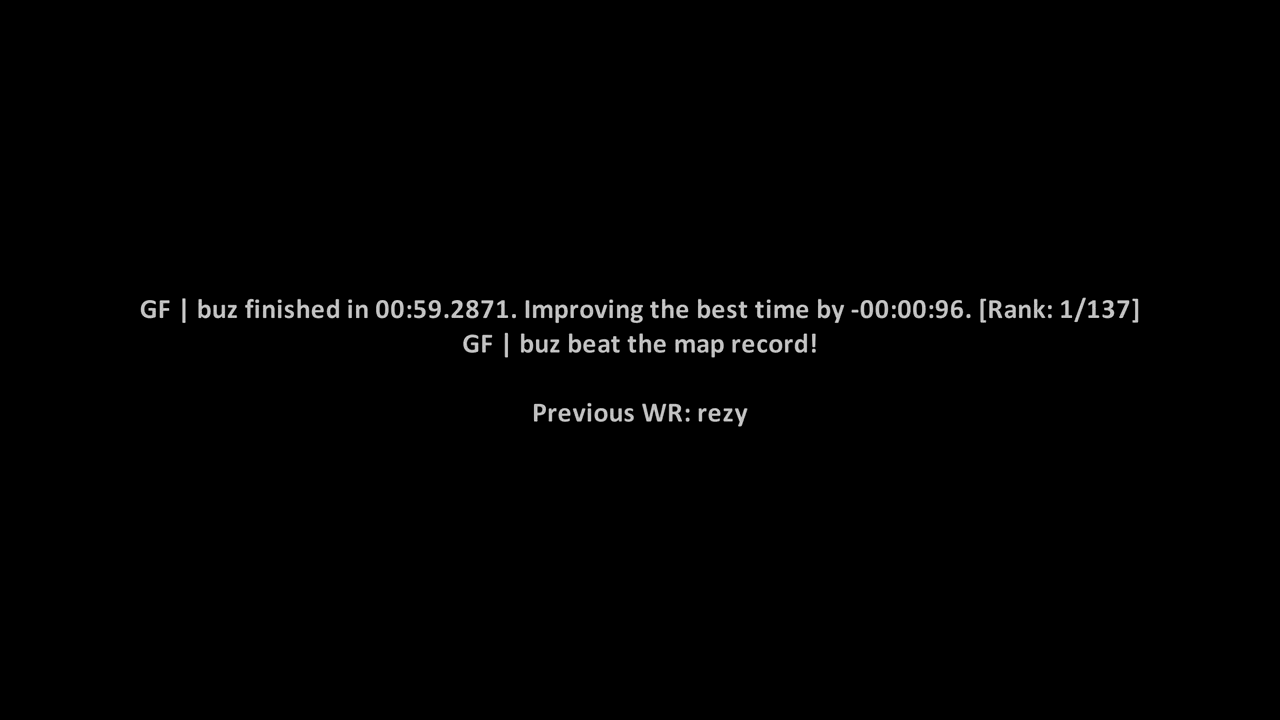 GF | buz finished in 00:59.2871. Improving the best time by -00:00:96. [Rank: 1/137]
GF | buz beat the map record!
Previous WR: rezy